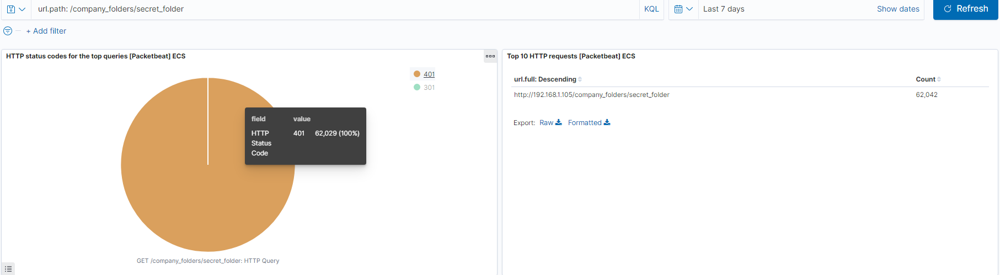 url.path: /company_folders/secret_folder
KQL
Last 7 days
Show dates
Refresh
+ Add filter
HTTP status codes for the top queries [Packetbeat] ECS
401
301
field value
HTTP Status Code 401 62,029 (100%)
GET /company_folders/secret_folder: HTTP Query
Top 10 HTTP requests [Packetbeat] ECS
url.full: Descending Count
http://192.168.1.105/company_folders/secret_folder 62,042
Export: Raw Formatted